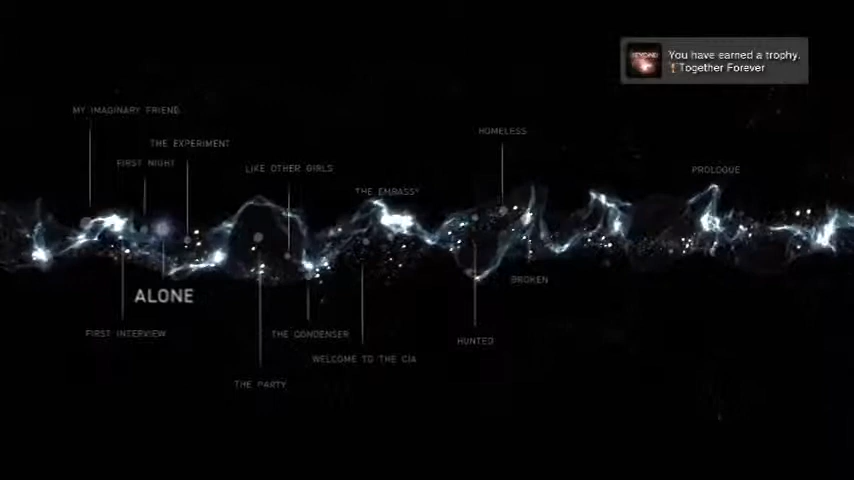 BEYOND
You have earned a trophy.
Together Forever
MY IMAGINARY FRIEND
HOMELESS
THE EXPERIMENT
FIRST NIGHT
LIKE OTHER GIRLS
PROLOGUE
THE EMBASSY
BROKEN
ALONE
FIRST INTERVIEW
THE CONDENSER
HUNTED
WELCOME TO THE CIA
THE PARTY